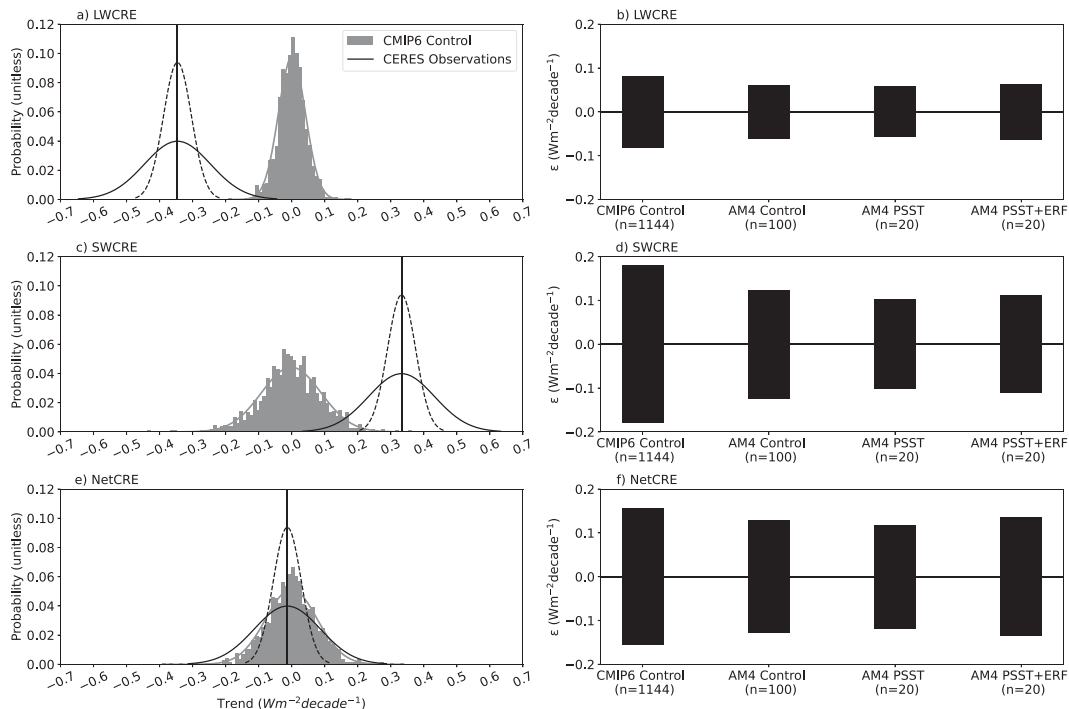 a) LWCRE
0.12
0.10
0.08
0.06
0.04
0.02
0.00
Probability (unitless)
CMIP6 Control
CERES Observations
−0.7 −0.6 −0.5 −0.4 −0.3 −0.2 −0.1 0.0 0.1 0.2 0.3 0.4 0.5 0.6 0.7
b) LWCRE
0.2
0.1
0.0
−0.1
−0.2
ε (Wm−2decade−1)
CMIP6 Control AM4 Control AM4 PSST AM4 PSST+ERF
(n=1144) (n=100) (n=20) (n=20)
c) SWCRE
0.12
0.10
0.08
0.06
0.04
0.02
0.00
Probability (unitless)
−0.7 −0.6 −0.5 −0.4 −0.3 −0.2 −0.1 0.0 0.1 0.2 0.3 0.4 0.5 0.6 0.7
d) SWCRE
0.2
0.1
0.0
−0.1
−0.2
ε (Wm−2decade−1)
CMIP6 Control AM4 Control AM4 PSST AM4 PSST+ERF
(n=1144) (n=100) (n=20) (n=20)
e) NetCRE
0.12
0.10
0.08
0.06
0.04
0.02
0.00
Probability (unitless)
−0.7 −0.6 −0.5 −0.4 −0.3 −0.2 −0.1 0.0 0.1 0.2 0.3 0.4 0.5 0.6 0.7
Trend (Wm−2decade−1)
f) NetCRE
0.2
0.1
0.0
−0.1
−0.2
ε (Wm−2decade−1)
CMIP6 Control AM4 Control AM4 PSST AM4 PSST+ERF
(n=1144) (n=100) (n=20) (n=20)